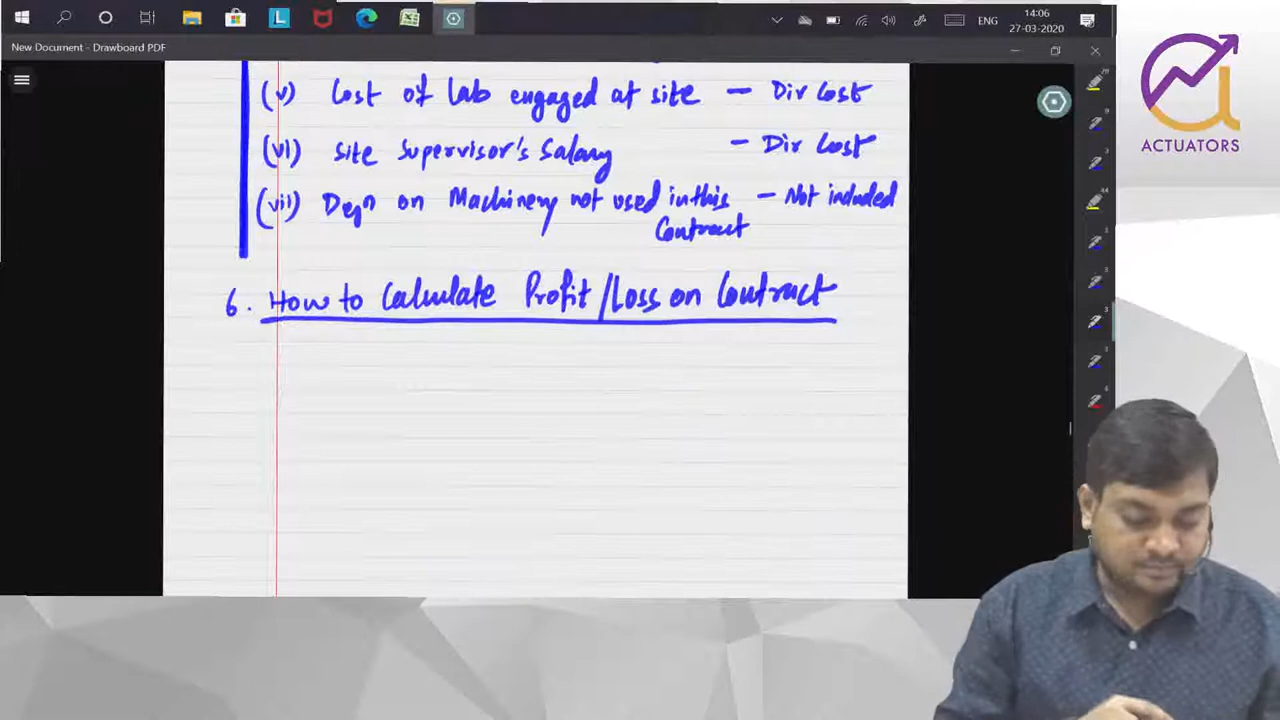 14:06
ENG
27-03-2020
New Document - Drawboard PDF
(v) Cost of lab engaged at site - Dir Cost
(vi) Site Supervisor's Salary - Dir Cost
(vii) Depn on Machinery not used in this - Not included
Contract
6. How to Calculate Profit/Loss on Contract
ACTUATORS